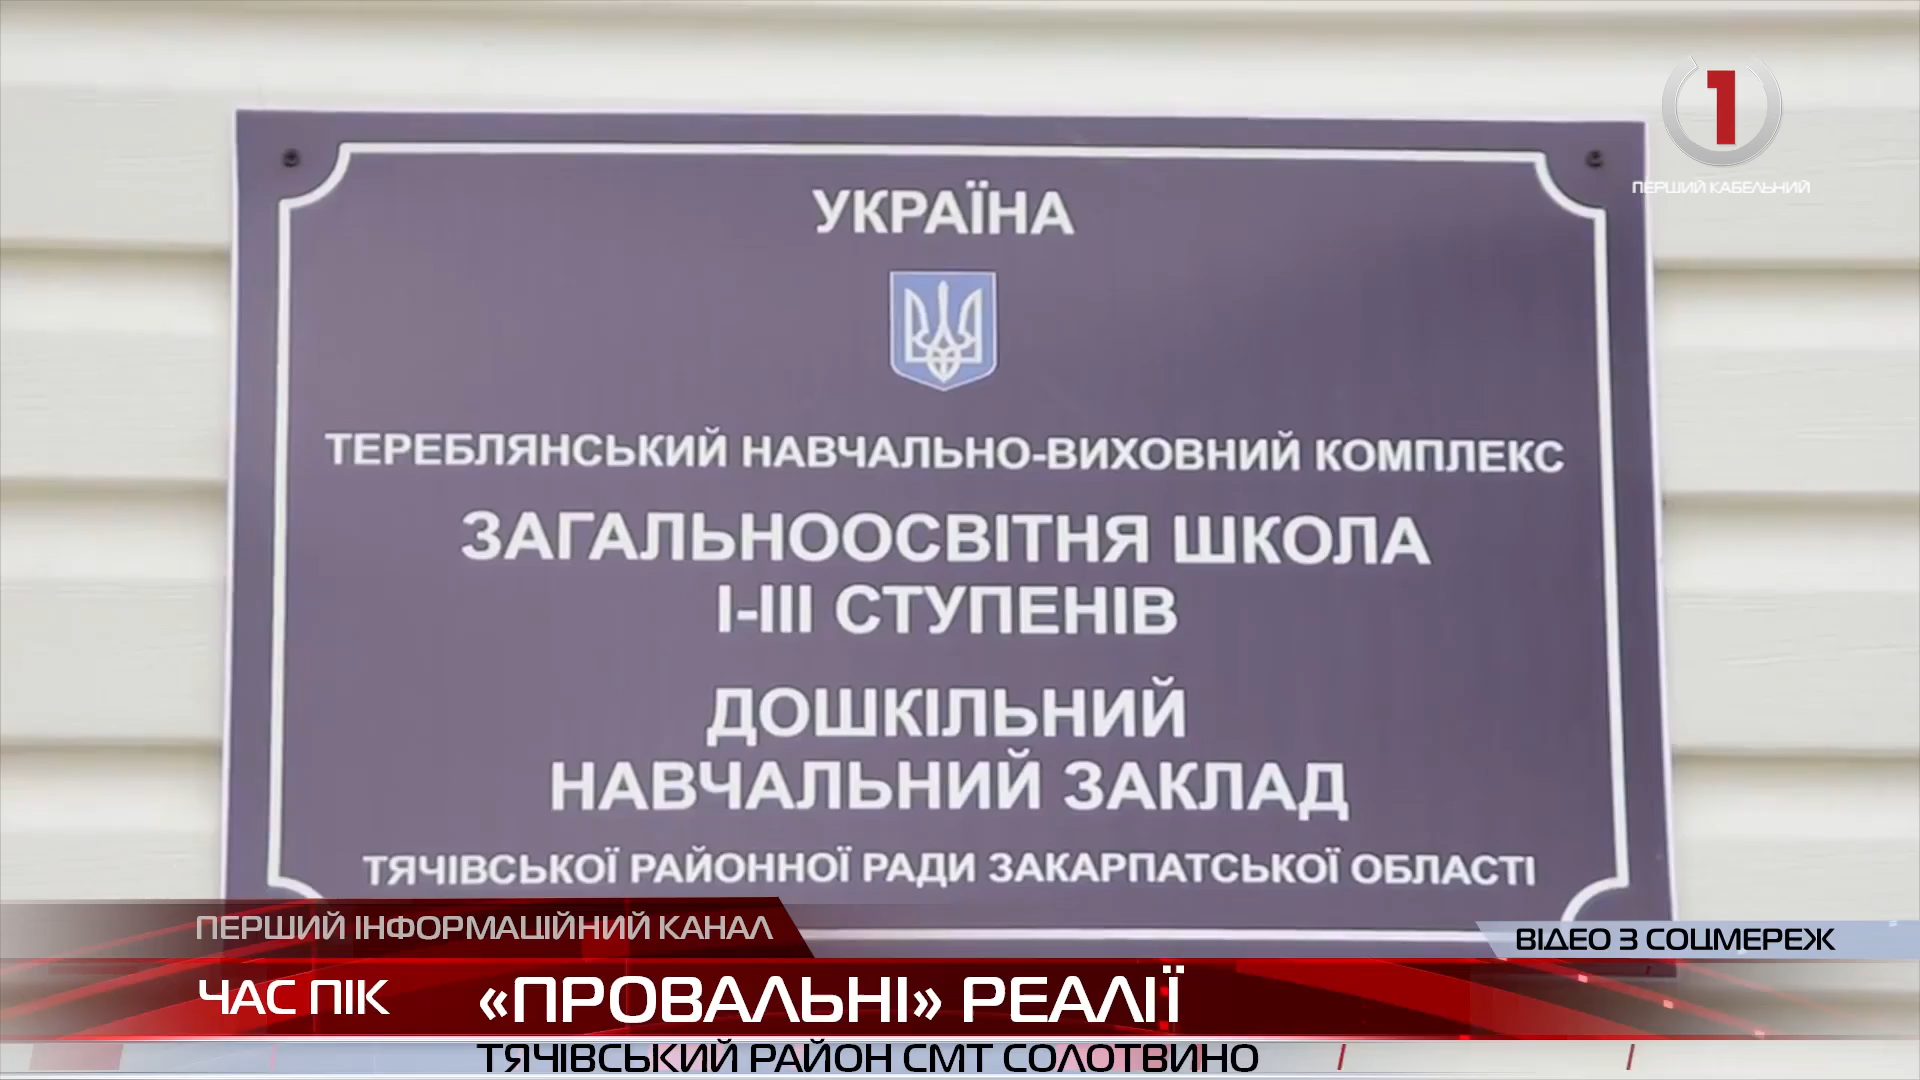 1
ПЕРШИЙ КАБЕЛЬНИЙ
УКРАЇНА
ТЕРЕБЛЯНСЬКИЙ НАВЧАЛЬНО-ВИХОВНИЙ КОМПЛЕКС
ЗАГАЛЬНООСВІТНЯ ШКОЛА
І-ІІІ СТУПЕНІВ
ДОШКІЛЬНИЙ
НАВЧАЛЬНИЙ ЗАКЛАД
ТЯЧІВСЬКОЇ РАЙОННОЇ РАДИ ЗАКАРПАТСЬКОЇ ОБЛАСТІ
ПЕРШИЙ ІНФОРМАЦІЙНИЙ КАНАЛ
ВІДЕО З СОЦМЕРЕЖ
ЧАС ПІК «ПРОВАЛЬНІ» РЕАЛІЇ
ТЯЧІВСЬКИЙ РАЙОН СМТ СОЛОТВИНО